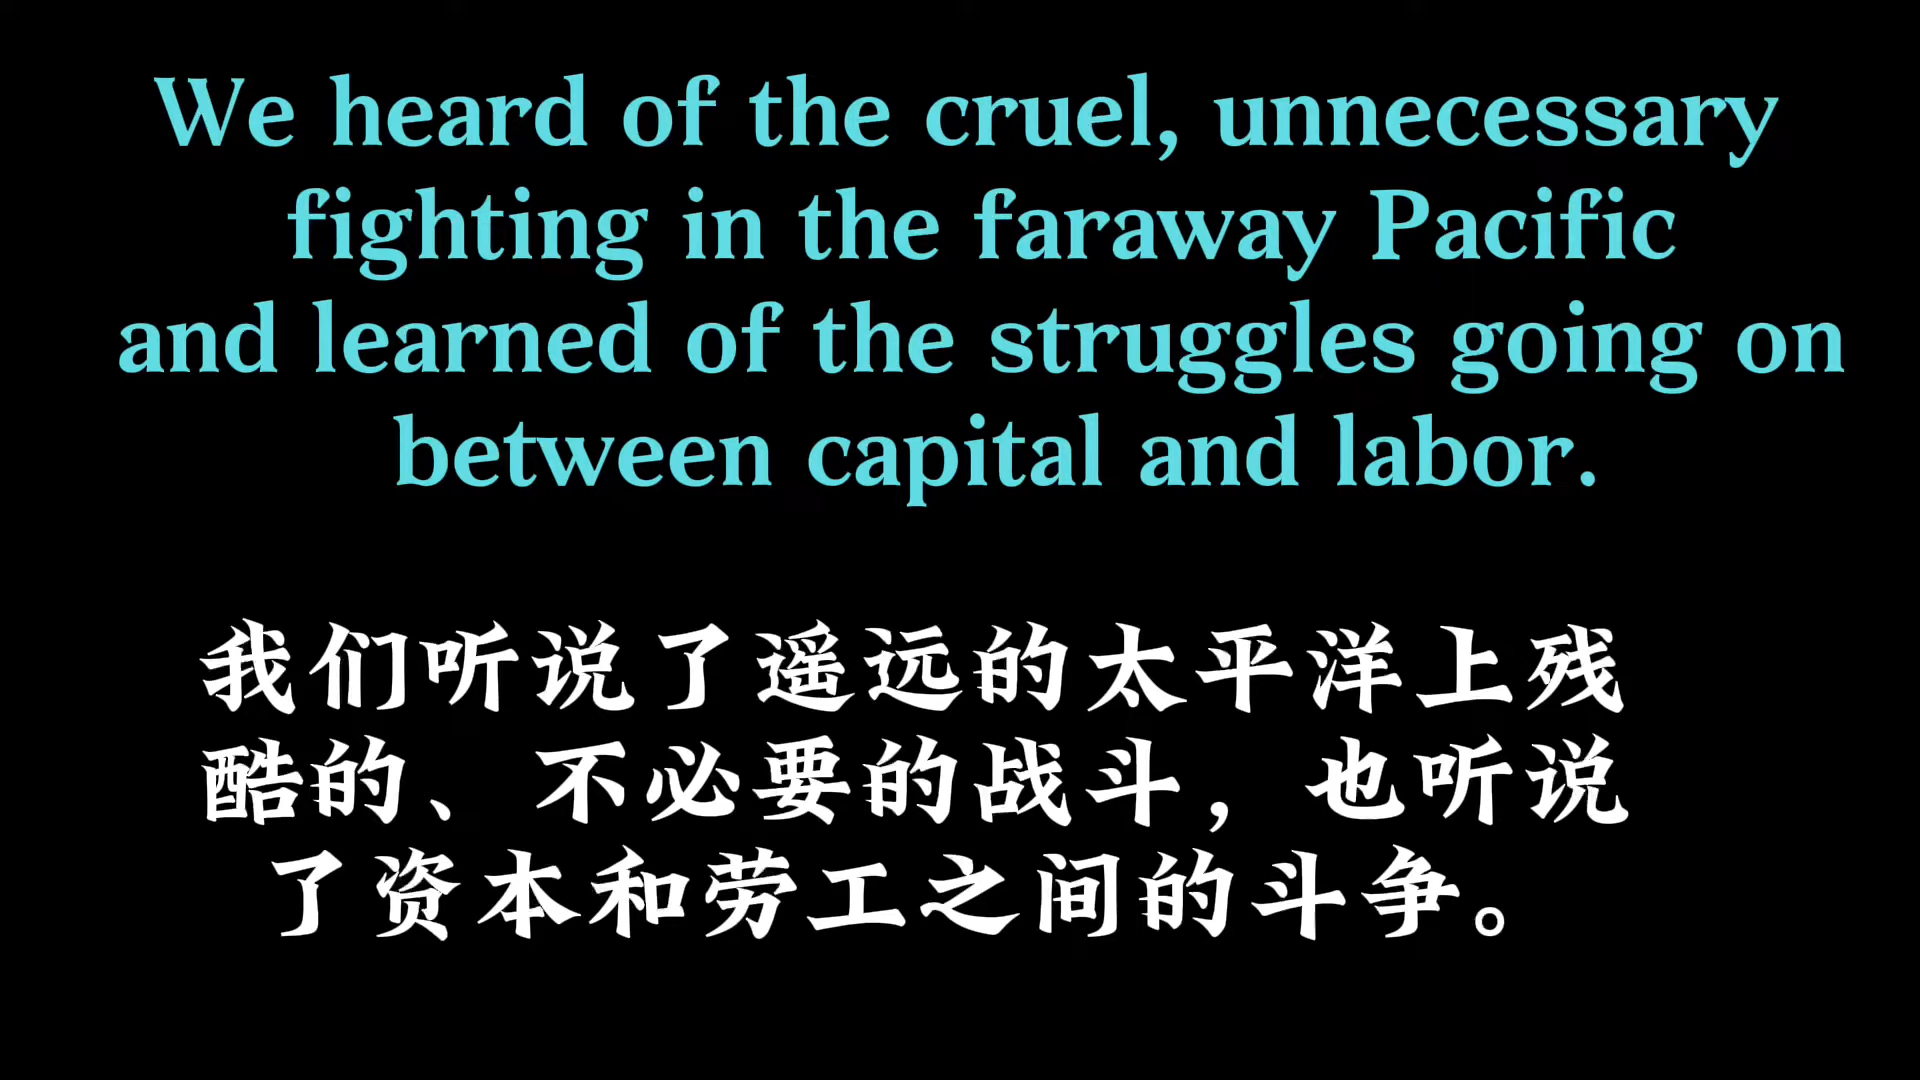 We heard of the cruel, unnecessary
fighting in the faraway Pacific
and learned of the struggles going on
between capital and labor.
我们听说了遥远的太平洋上残
酷的、不必要的战斗，也听说
了资本和劳工之间的斗争。